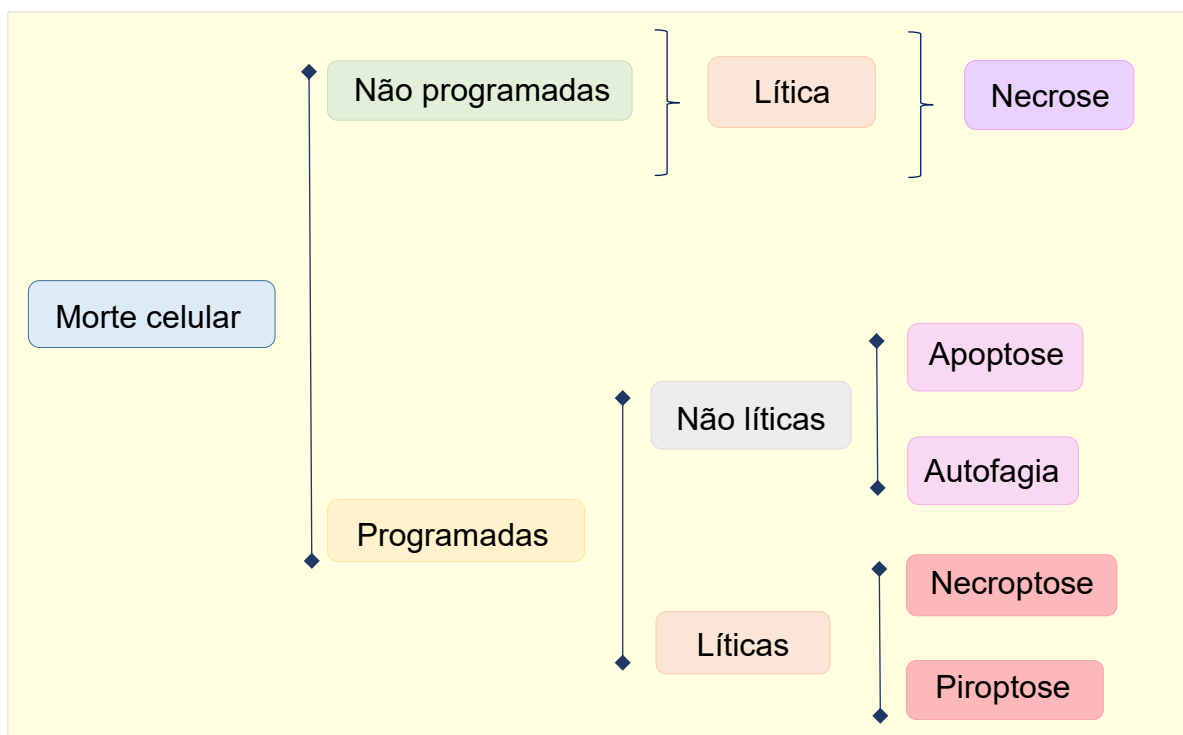 Não programadas
Lítica
Necrose
Morte celular
Apoptose
Não líticas
Autofagia
Programadas
Necroptose
Líticas
Piroptose